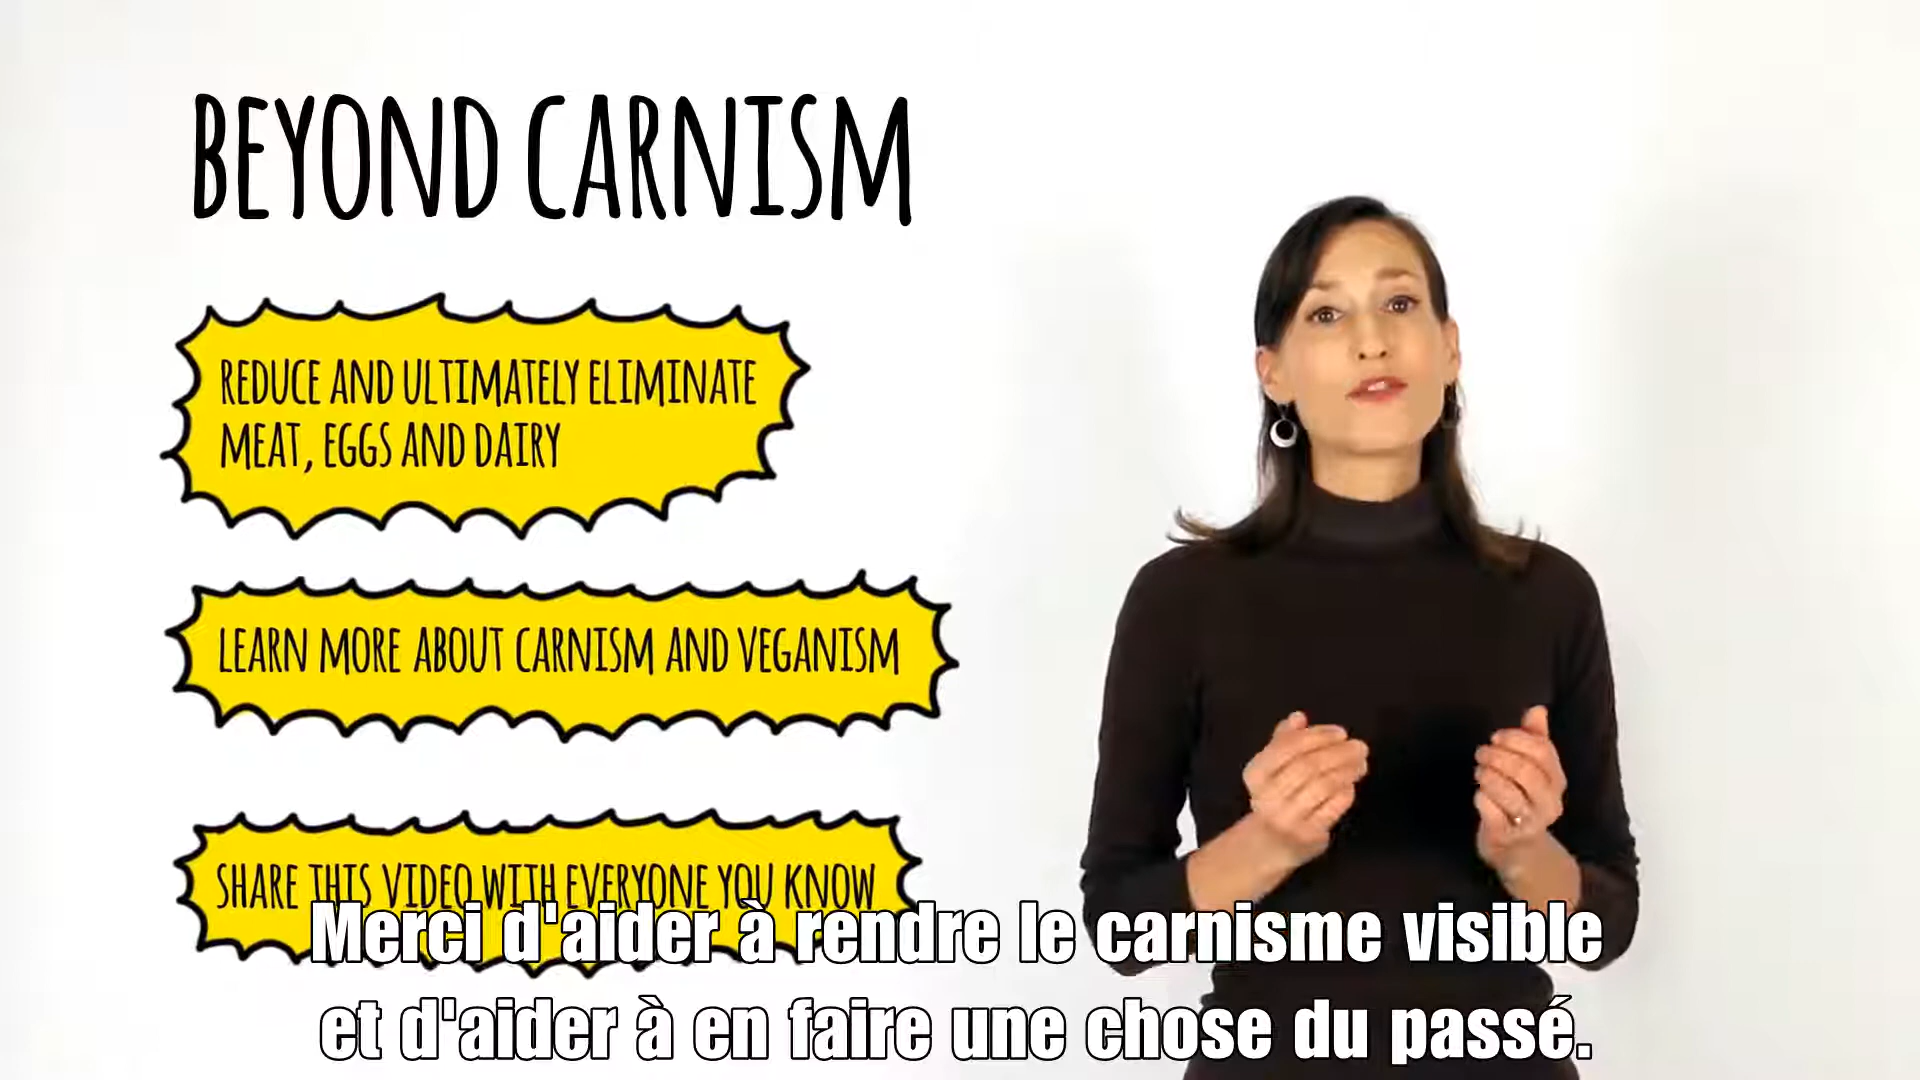 BEYOND CARNISM
REDUCE AND ULTIMATELY ELIMINATE
MEAT, EGGS AND DAIRY
LEARN MORE ABOUT CARNISM AND VEGANISM
SHARE THIS VIDEO WITH EVERYONE YOU KNOW
Merci d'aider à rendre le carnisme visible
et d'aider à en faire une chose du passé.